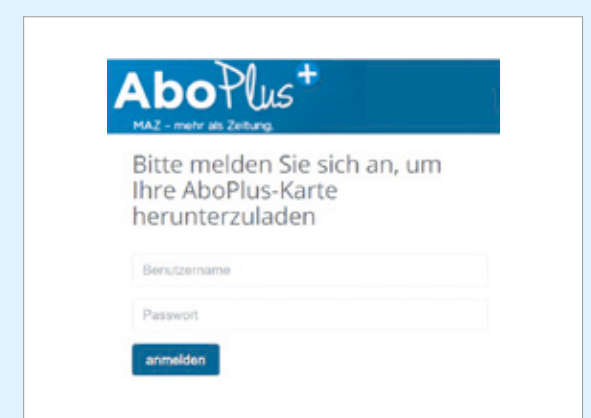 AboPlus+
MAZ – mehr als Zeitung.
Bitte melden Sie sich an, um
Ihre AboPlus-Karte
herunterzuladen
Benutzername
Passwort
anmelden